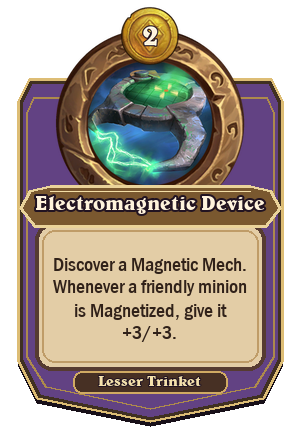 2
Electromagnetic Device
Discover a Magnetic Mech.
Whenever a friendly minion
is Magnetized, give it
+3/+3.
Lesser Trinket